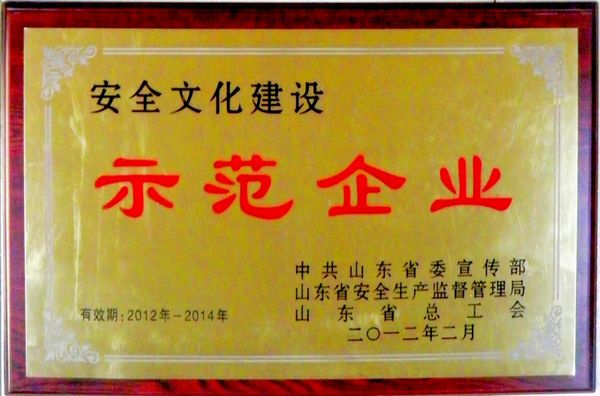 安全文化建设
示范企业
中共山东省委宣传部
山东省安全生产监督管理局
有效期:2012年-2014年
山东省总工会
二〇一二年二月